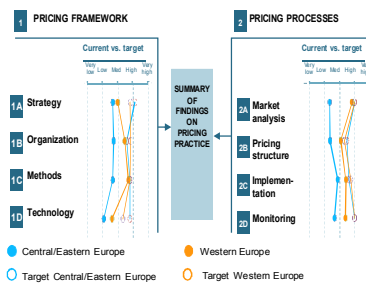 1 PRICING FRAMEWORK
Current vs. target
Very low Low Med High Very high
1A Strategy
1B Organization
1C Methods
1D Technology
SUMMARY
OF
FINDINGS
ON
PRICING
PRACTICE
2 PRICING PROCESSES
Current vs. target
Very low Low Med High Very high
2A Market
analysis
2B Pricing
structure
2C Implemen-
tation
2D Monitoring
Central/Eastern Europe
Western Europe
Target Central/Eastern Europe
Target Western Europe